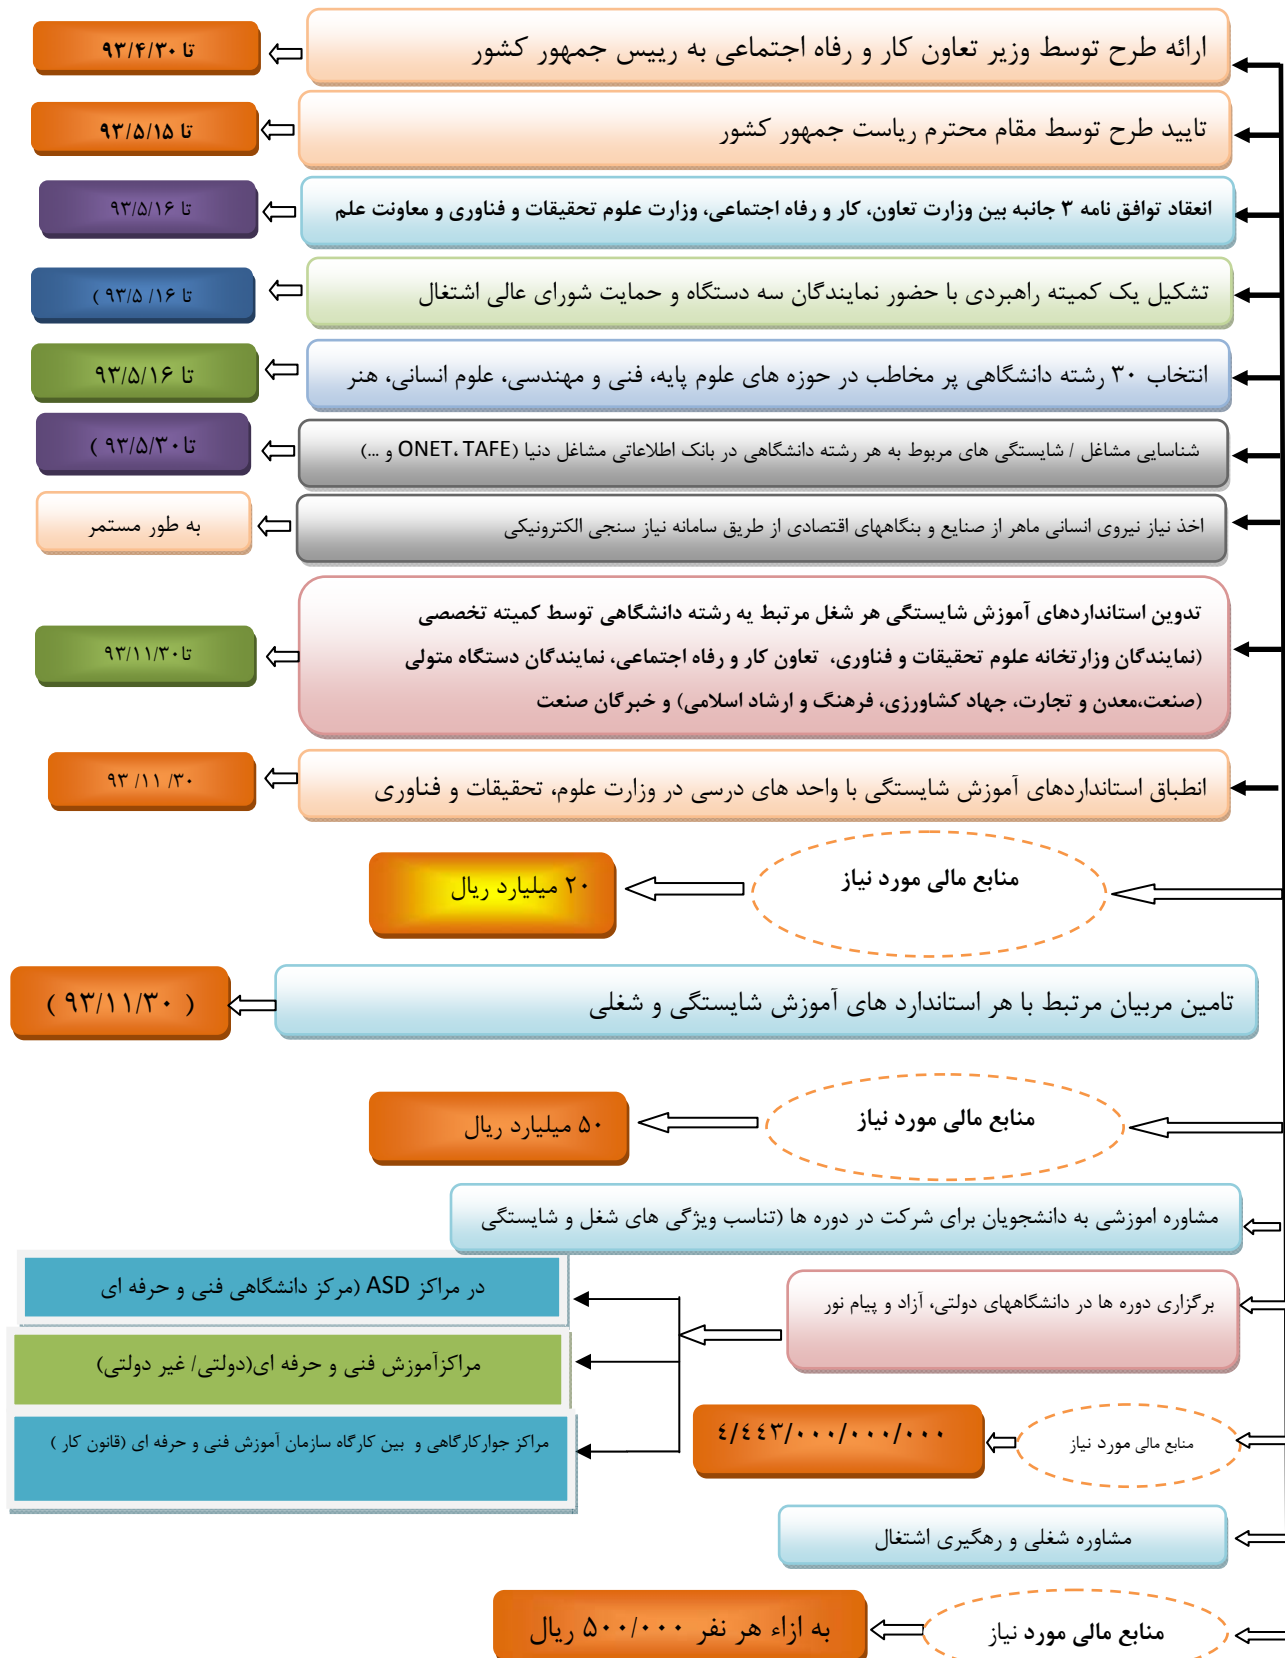 ارائه طرح توسط وزیر تعاون کار و رفاه اجتماعی به رییس جمهور کشور
تا ۹۳/۴/۳۰
تایید طرح توسط مقام محترم ریاست جمهور کشور
تا ۹۳/۵/۱۵
انعقاد توافق نامه ۳ جانبه بین وزارت تعاون، کار و رفاه اجتماعی، وزارت علوم تحقیقات و فناوری و معاونت علم
تا ۹۳/۵/۱۶
تشکیل یک کمیته راهبردی با حضور نمایندگان سه دستگاه و حمایت شورای عالی اشتغال
تا ۹۳/۵/۱۶ )
انتخاب ۳۰ رشته دانشگاهی پر مخاطب در حوزه های علوم پایه، فنی و مهندسی، علوم انسانی، هنر
تا ۹۳/۵/۱۶
شناسایی مشاغل / شایستگی های مربوط به هر رشته دانشگاهی در بانک اطلاعاتی مشاغل دنیا (ONET، TAFE و ...)
تا۹۳/۵/۳۰ )
اخذ نیاز نیروی انسانی ماهر از صنایع و بنگاههای اقتصادی از طریق سامانه نیاز سنجی الکترونیکی
به طور مستمر
تدوین استانداردهای آموزش شایستگی هر شغل مرتبط یه رشته دانشگاهی توسط کمیته تخصصی
(نمایندگان وزارتخانه علوم تحقیقات و فناوری، تعاون کار و رفاه اجتماعی، نمایندگان دستگاه متولی
(صنعت،معدن و تجارت، جهاد کشاورزی، فرهنگ و ارشاد اسلامی) و خبرگان صنعت
تا۹۳/۱۱/۳۰
انطباق استانداردهای آموزش شایستگی با واحد های درسی در وزارت علوم، تحقیقات و فناوری
۹۳/۱۱/۳۰
منابع مالی مورد نیاز
۲۰ میلیارد ریال
تامین مربیان مرتبط با هر استاندارد های آموزش شایستگی و شغلی
( ۹۳/۱۱/۳۰ )
منابع مالی مورد نیاز
۵۰ میلیارد ریال
مشاوره اموزشی به دانشجویان برای شرکت در دوره ها (تناسب ویژگی های شغل و شایستگی
برگزاری دوره ها در دانشگاههای دولتی، آزاد و پیام نور
در مراکز ASD (مرکز دانشگاهی فنی و حرفه ای
مراکزآموزش فنی و حرفه ای(دولتی/ غیر دولتی)
مراکز جوارکارگاهی و بین کارگاه سازمان آموزش فنی و حرفه ای (قانون کار )
منابع مالی مورد نیاز
٤/٤٤٣/٠٠٠/٠٠٠/٠٠٠
مشاوره شغلی و رهگیری اشتغال
منابع مالی مورد نیاز
به ازاء هر نفر ۵۰۰/۰۰۰ ریال